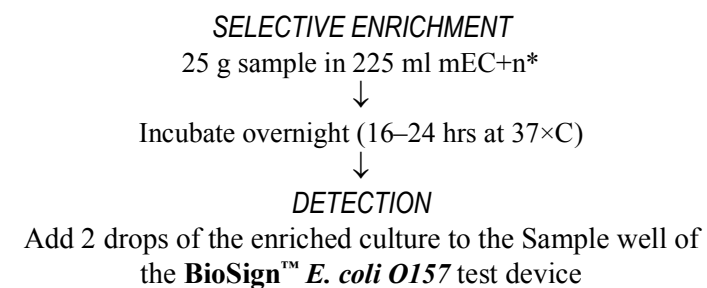 SELECTIVE ENRICHMENT
25 g sample in 225 ml mEC+n*
↓
Incubate overnight (16–24 hrs at 37×C)
↓
DETECTION
Add 2 drops of the enriched culture to the Sample well of
the BioSign™ E. coli O157 test device